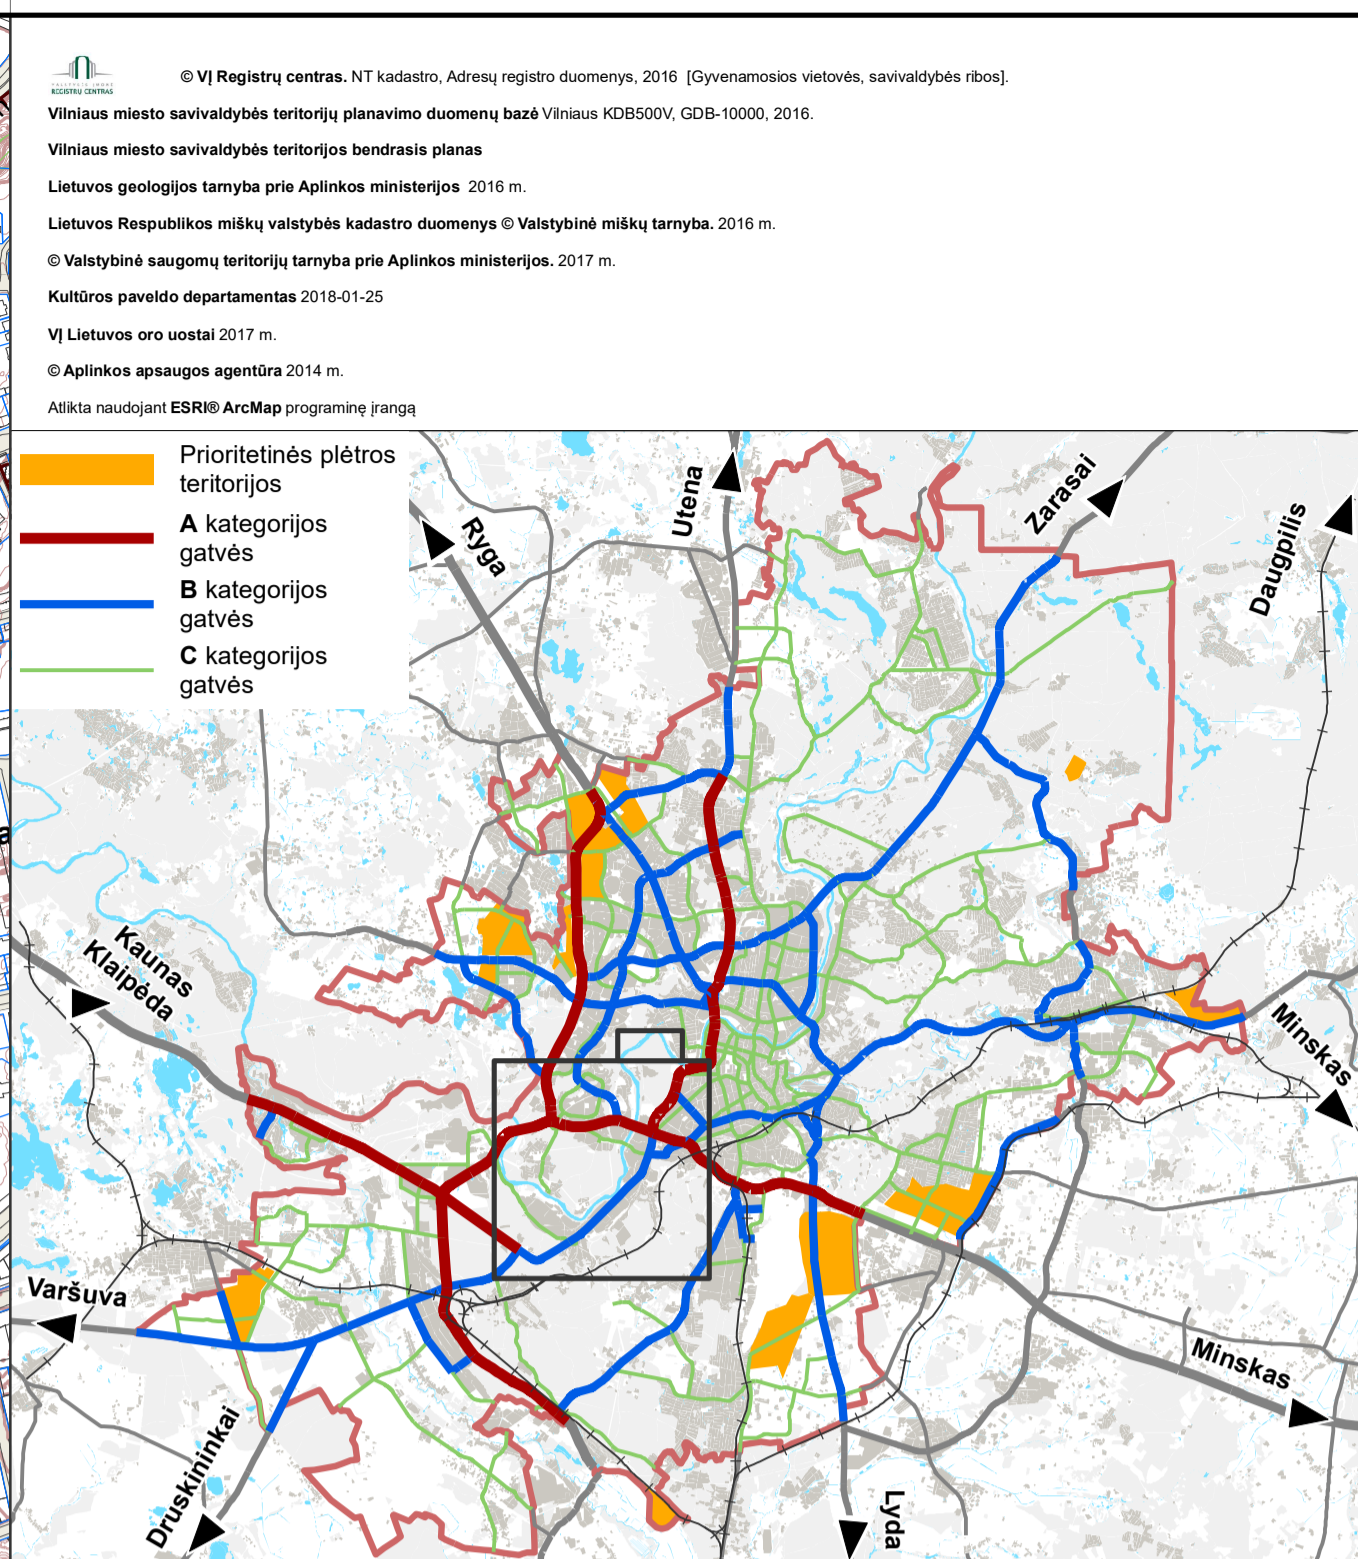 VALSTYBĖS ĮMONĖ
REGISTRŲ CENTRAS
© VĮ Registrų centras. NT kadastro, Adresų registro duomenys, 2016 [Gyvenamosios vietovės, savivaldybės ribos].
Vilniaus miesto savivaldybės teritorijų planavimo duomenų bazė Vilniaus KDB500V, GDB-10000, 2016.
Vilniaus miesto savivaldybės teritorijos bendrasis planas
Lietuvos geologijos tarnyba prie Aplinkos ministerijos 2016 m.
Lietuvos Respublikos miškų valstybės kadastro duomenys © Valstybinė miškų tarnyba. 2016 m.
© Valstybinė saugomų teritorijų tarnyba prie Aplinkos ministerijos. 2017 m.
Kultūros paveldo departamentas 2018-01-25
VĮ Lietuvos oro uostai 2017 m.
© Aplinkos apsaugos agentūra 2014 m.
Atlikta naudojant ESRI® ArcMap programinę įrangą
Prioritetinės plėtros
teritorijos
A kategorijos
gatvės
B kategorijos
gatvės
C kategorijos
gatvės
Ryga
Utena
Zarasai
Daugpilis
Kaunas
Klaipėda
Minskas
Varšuva
Minskas
Druskininkai
Lyda